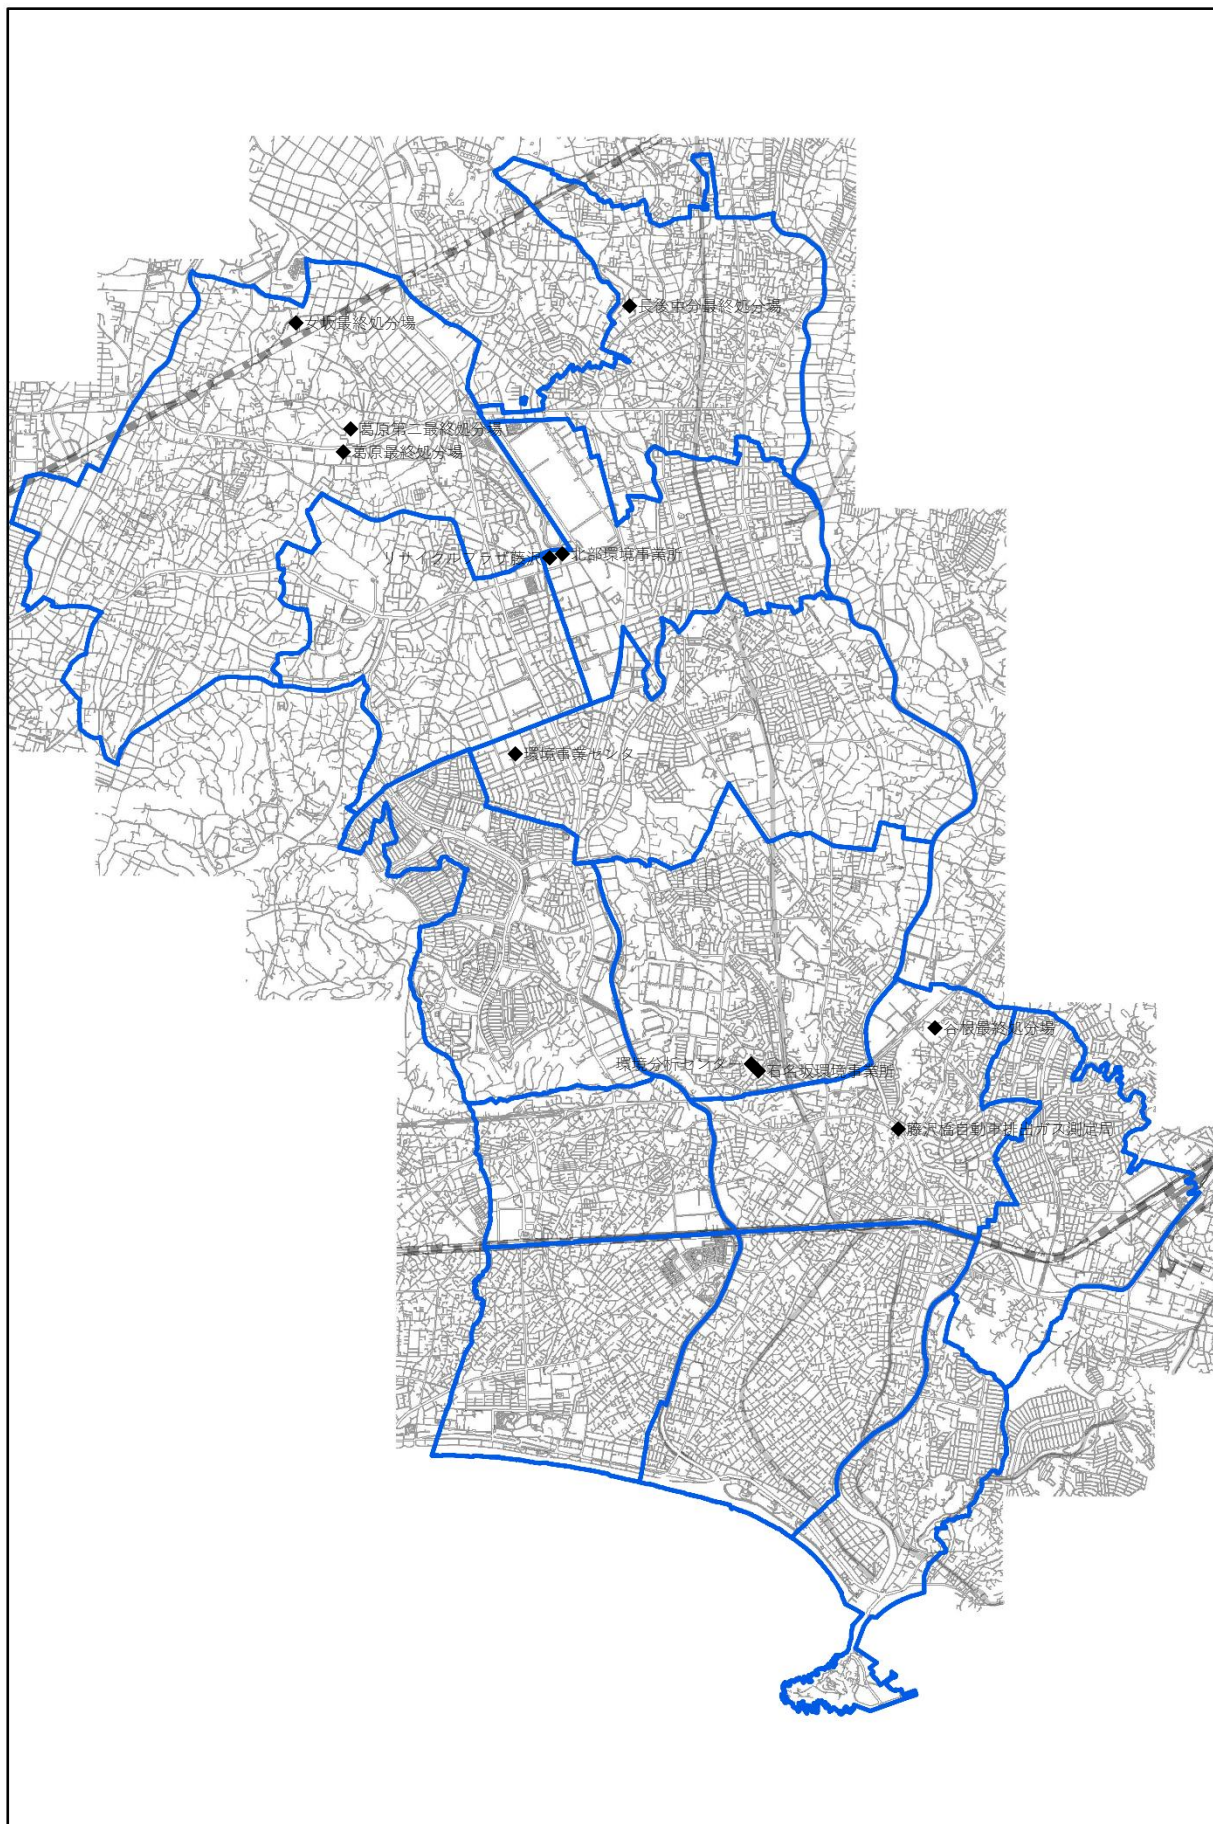 長後車分最終処分場
女坂最終処分場
葛原第二最終処分場
葛原最終処分場
リサイクルプラザ藤沢
北部環境事業所
環境事業センター
谷根最終処分場
環境分析センター
石名坂環境事業所
藤沢橋自動車排出ガス測定局